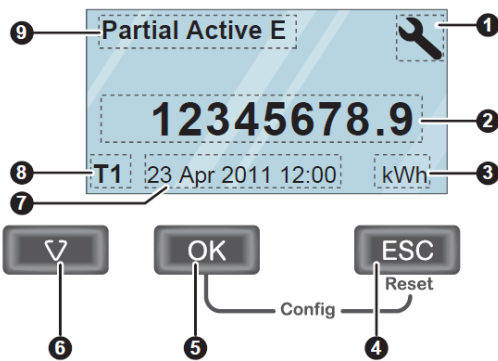 9 Partial Active E 1
12345678.9 2
8 T1 23 Apr 2011 12:00 kWh 3
7
OK ESC
Reset
Config
6 5 4